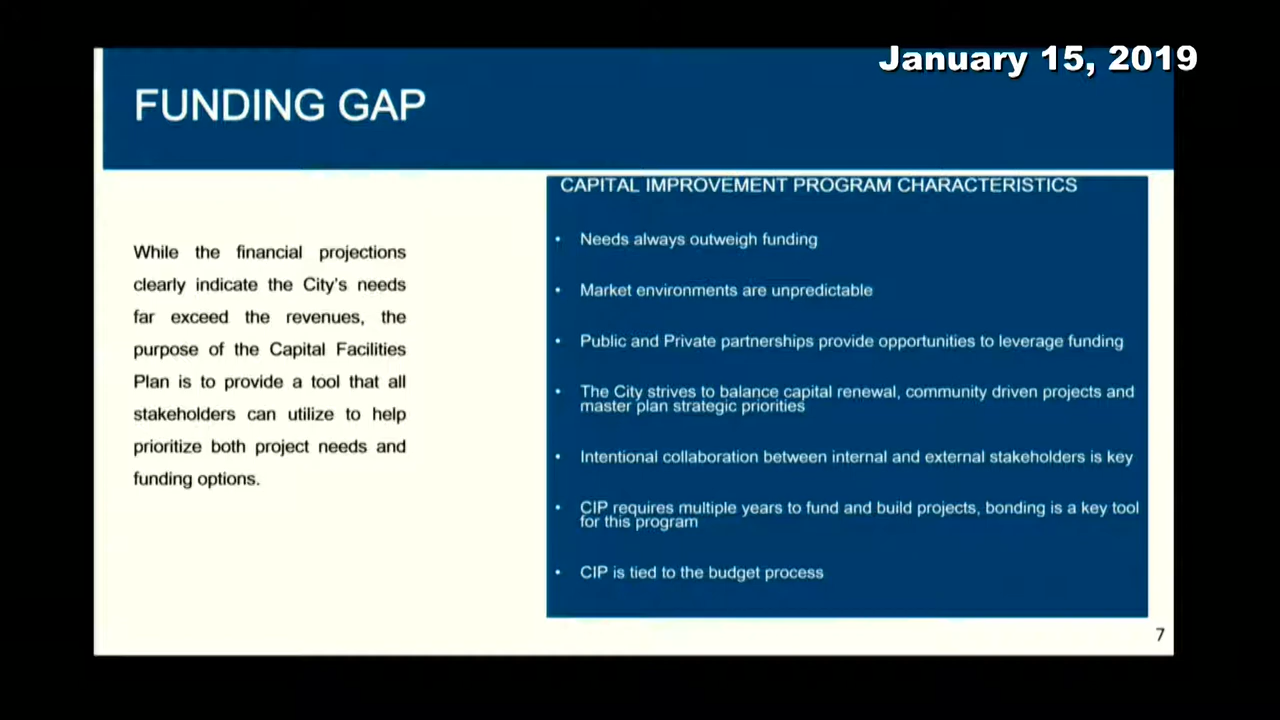 January 15, 2019
FUNDING GAP
While the financial projections
clearly indicate the City's needs
far exceed the revenues, the
purpose of the Capital Facilities
Plan is to provide a tool that all
stakeholders can utilize to help
prioritize both project needs and
funding options.
CAPITAL IMPROVEMENT PROGRAM CHARACTERISTICS
• Needs always outweigh funding
• Market environments are unpredictable
• Public and Private partnerships provide opportunities to leverage funding
• The City strives to balance capital renewal, community driven projects and
master plan strategic priorities
• Intentional collaboration between internal and external stakeholders is key
• CIP requires multiple years to fund and build projects, bonding is a key tool
for this program
• CIP is tied to the budget process
7